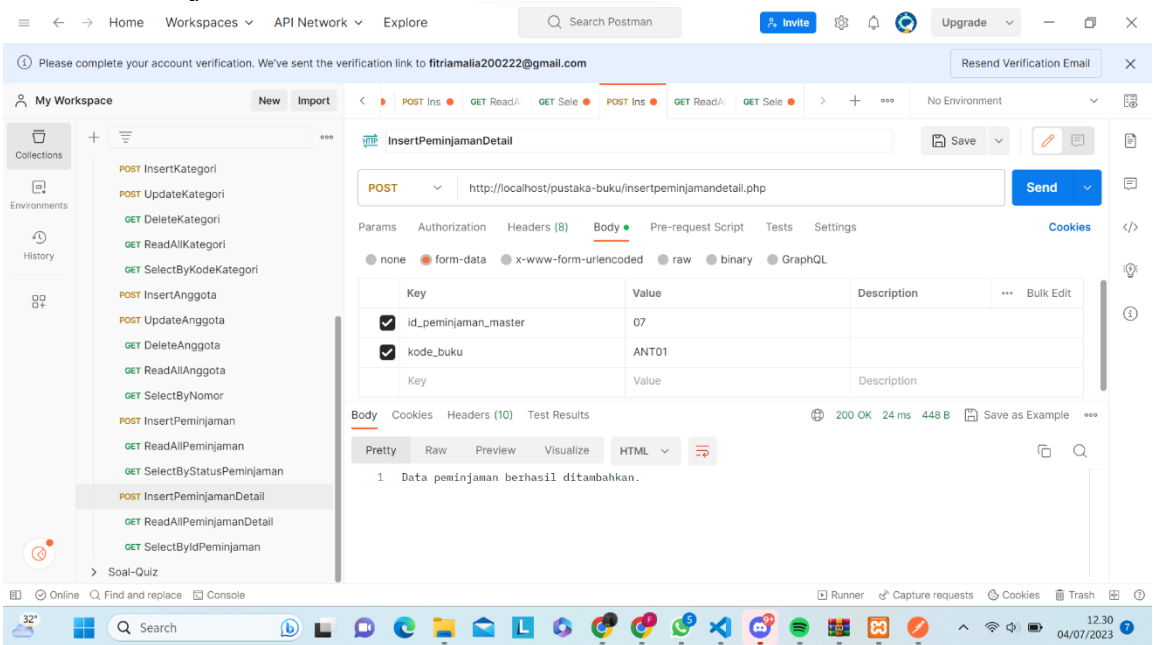 Home Workspaces API Network Explore Search Postman Invite Upgrade
Please complete your account verification. We've sent the verification link to fitriamalia200222@gmail.com Resend Verification Email
My Workspace New Import POST Ins GET ReadA GET Sele POST Ins GET ReadA GET Sele No Environment
Collections
Environments
History
POST InsertKategori
POST UpdateKategori
GET DeleteKategori
GET ReadAllKategori
GET SelectByKodeKategori
POST InsertAnggota
POST UpdateAnggota
GET DeleteAnggota
GET ReadAllAnggota
GET SelectByNomor
POST InsertPeminjaman
GET ReadAllPeminjaman
GET SelectByStatusPeminjaman
POST InsertPeminjamanDetail
GET ReadAllPeminjamanDetail
GET SelectByIdPeminjaman
Soal-Quiz
HTTP InsertPeminjamanDetail Save
POST http://localhost/pustaka-buku/insertpeminjamandetail.php Send
Params Authorization Headers (8) Body Pre-request Script Tests Settings Cookies
none form-data x-www-form-urlencoded raw binary GraphQL
Key Value Description Bulk Edit
id_peminjaman_master 07
kode_buku ANT01
Key Value Description
Body Cookies Headers (10) Test Results 200 OK 24 ms 448 B Save as Example
Pretty Raw Preview Visualize HTML
1 Data peminjaman berhasil ditambahkan.
Online Find and replace Console Runner Capture requests Cookies Trash
32° Search 9+ 5 12.30
04/07/2023 7